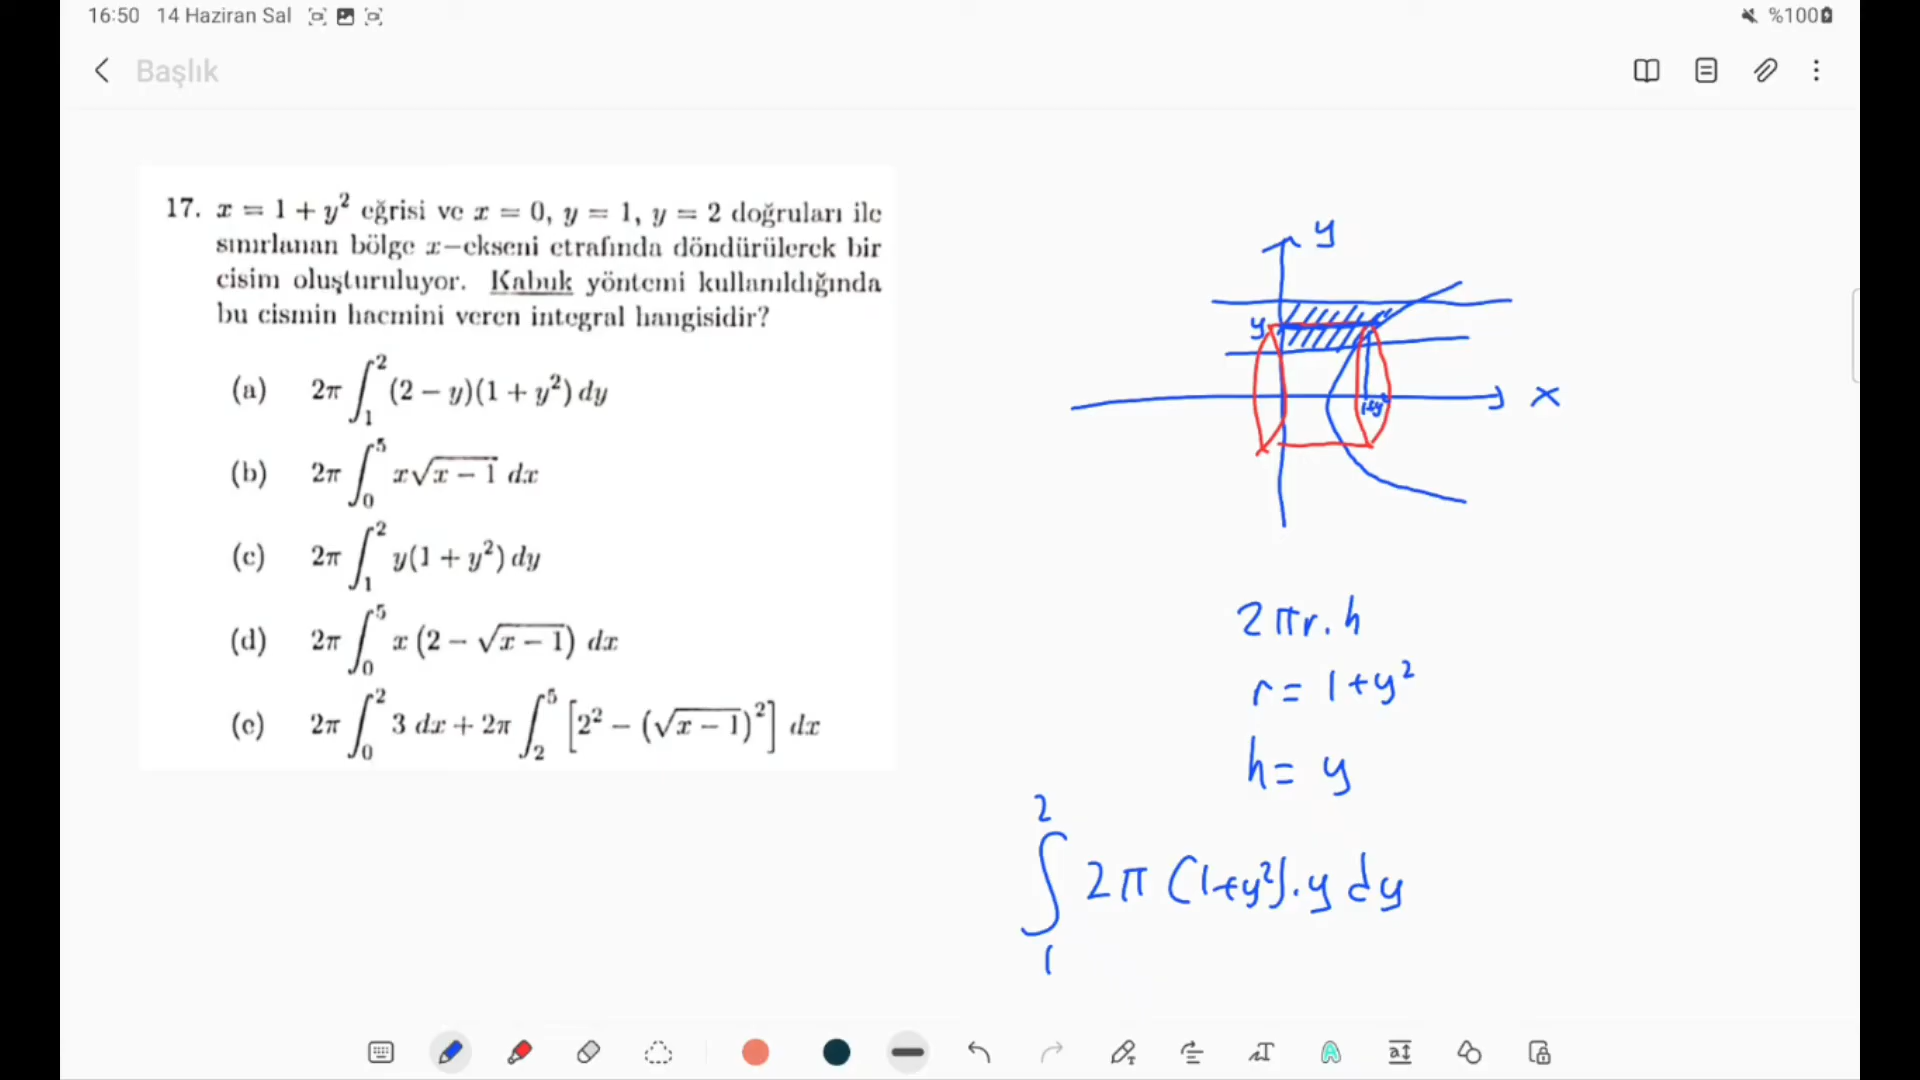 16:50 14 Haziran Sal
%100
Başlık
17. x = 1 + y² eğrisi ve x = 0, y = 1, y = 2 doğruları ile
sınırlanan bölge x−ekseni etrafında döndürülerek bir
cisim oluşturuluyor. Kabuk yöntemi kullanıldığında
bu cismin hacmini veren integral hangisidir?
(a) 2π ∫₁² (2 − y)(1 + y²) dy
(b) 2π ∫₀⁵ x√(x − 1) dx
(c) 2π ∫₁² y(1 + y²) dy
(d) 2π ∫₀⁵ x (2 − √(x − 1)) dx
(e) 2π ∫₀² 3 dx + 2π ∫₂⁵ [2² − (√(x − 1))²] dx
y
y
x
1+y²
2πr.h
r = 1+y²
h = y
∫₁² 2π (1+y²).y dy